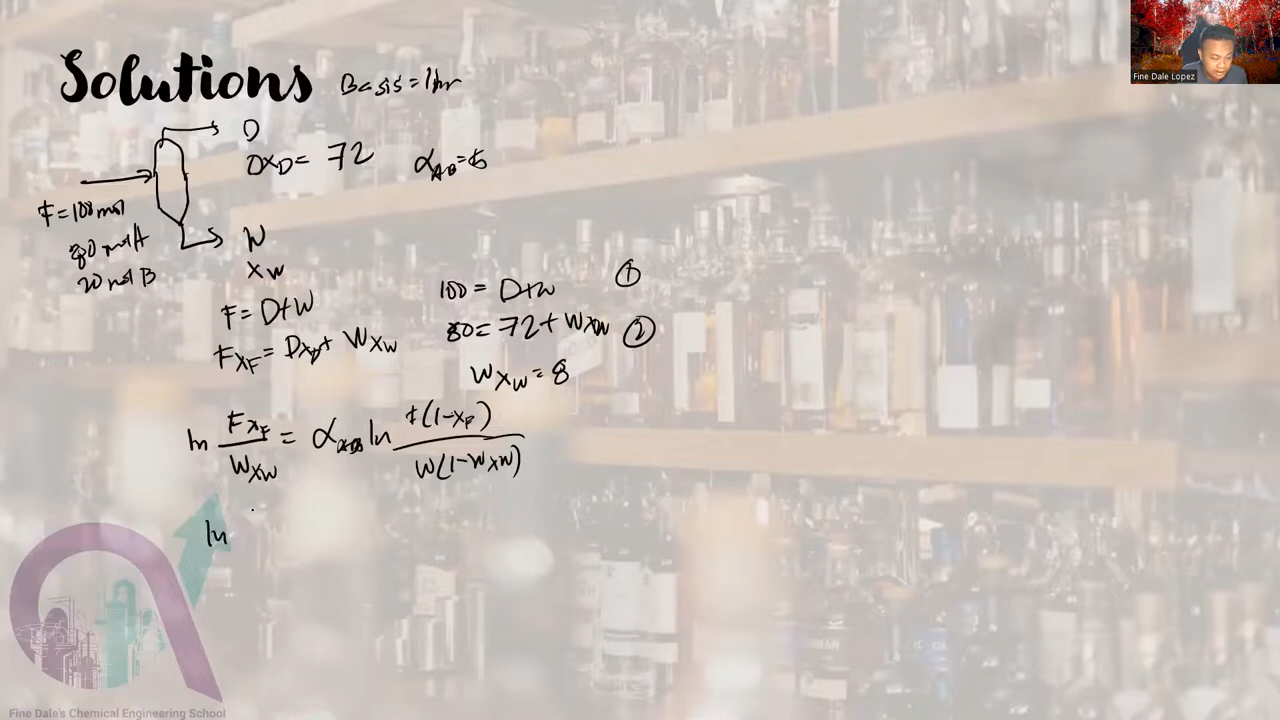 Solutions Basis = 1hr
D
DxD = 72 αAB = 5
F = 100 mol
80 mol A
20 mol B
W
xW
F = D+W
FxF = DxD + WxW
100 = D+W ①
80 = 72 + WxW ②
WxW = 8
ln FxF / WxW = αAB ln F(1-xF) / W(1-WxW)
ln
Fine Dale's Chemical Engineering School
Fine Dale Lopez